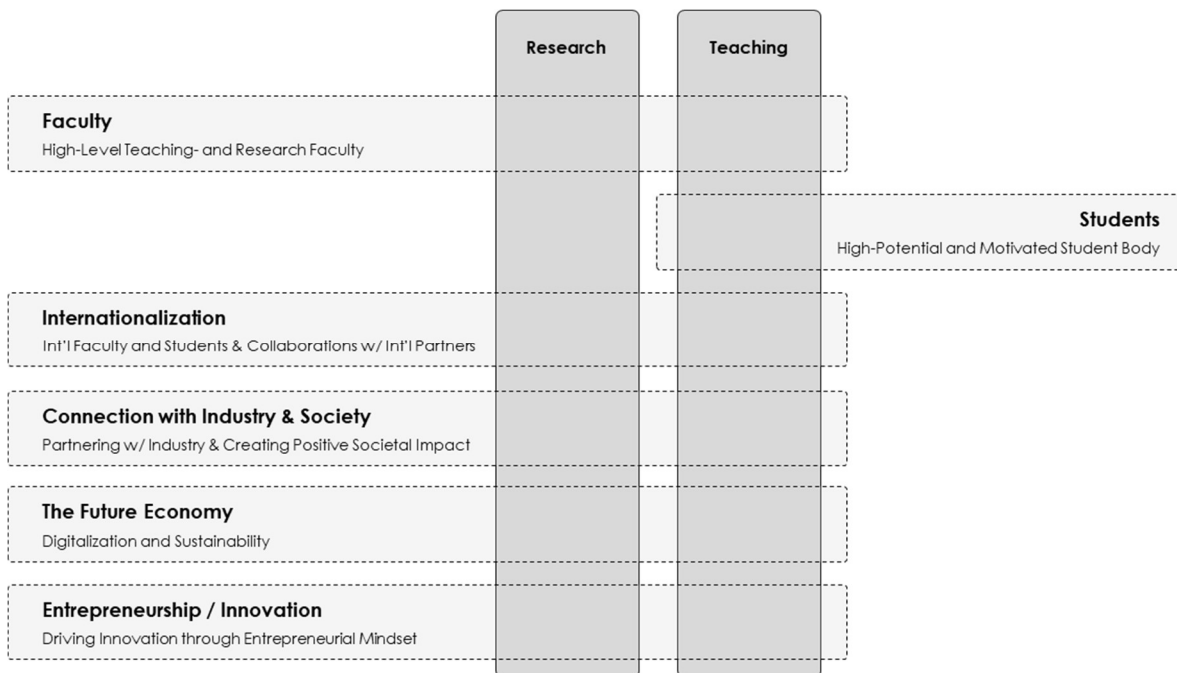 Research
Teaching
Faculty
High-Level Teaching- and Research Faculty
Students
High-Potential and Motivated Student Body
Internationalization
Int'l Faculty and Students & Collaborations w/ Int'l Partners
Connection with Industry & Society
Partnering w/ Industry & Creating Positive Societal Impact
The Future Economy
Digitalization and Sustainability
Entrepreneurship / Innovation
Driving Innovation through Entrepreneurial Mindset